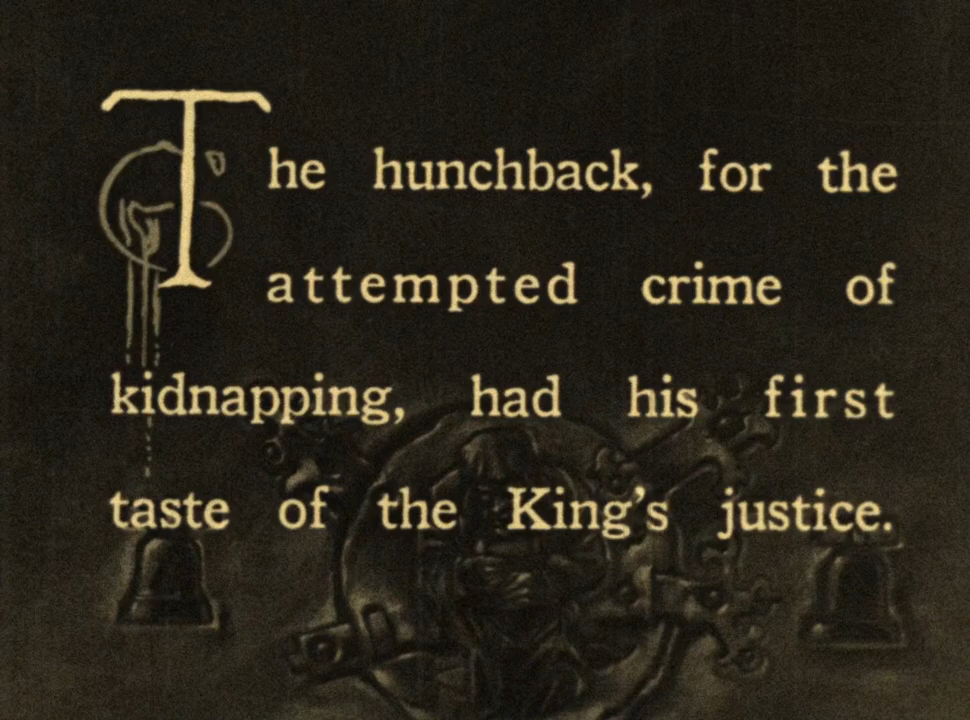 The hunchback, for the
attempted crime of
kidnapping, had his first
taste of the King's justice.